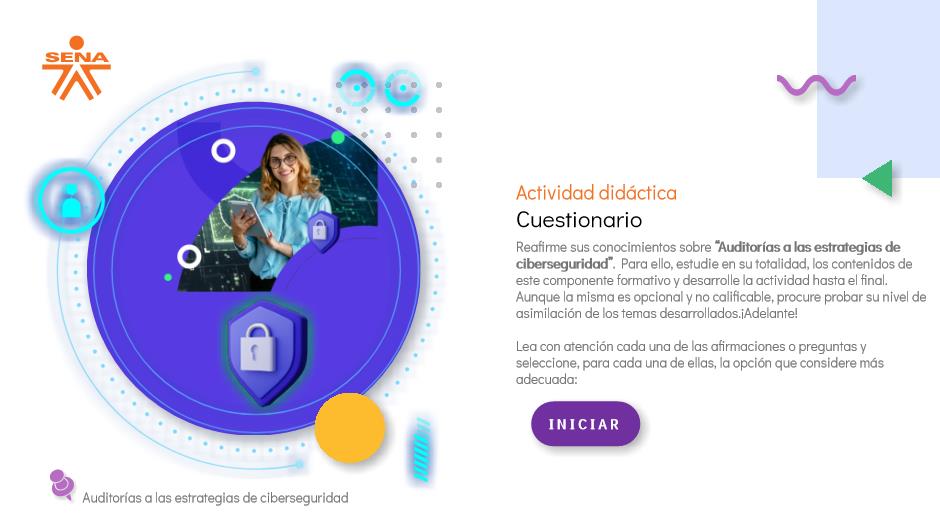 SENA
Actividad didáctica
Cuestionario
Reafirme sus conocimientos sobre “Auditorías a las estrategias de
ciberseguridad”. Para ello, estudie en su totalidad, los contenidos de
este componente formativo y desarrolle la actividad hasta el final.
Aunque la misma es opcional y no calificable, procure probar su nivel de
asimilación de los temas desarrollados.¡Adelante!
Lea con atención cada una de las afirmaciones o preguntas y
seleccione, para cada una de ellas, la opción que considere más
adecuada:
INICIAR
Auditorías a las estrategias de ciberseguridad